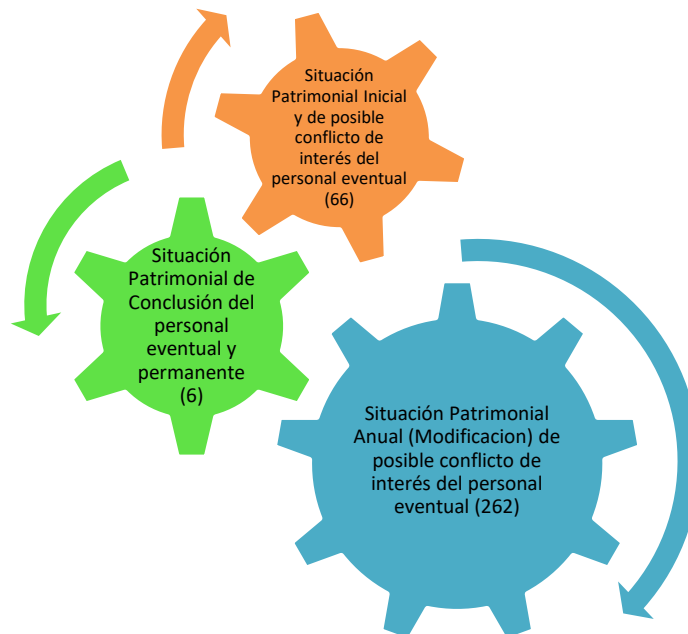 Situación
Patrimonial Inicial
y de posible
conflicto de
interés del
personal eventual
(66)
Situación
Patrimonial de
Conclusión del
personal
eventual y
permanente
(6)
Situación Patrimonial
Anual (Modificacion) de
posible conflicto de
interés del personal
eventual (262)